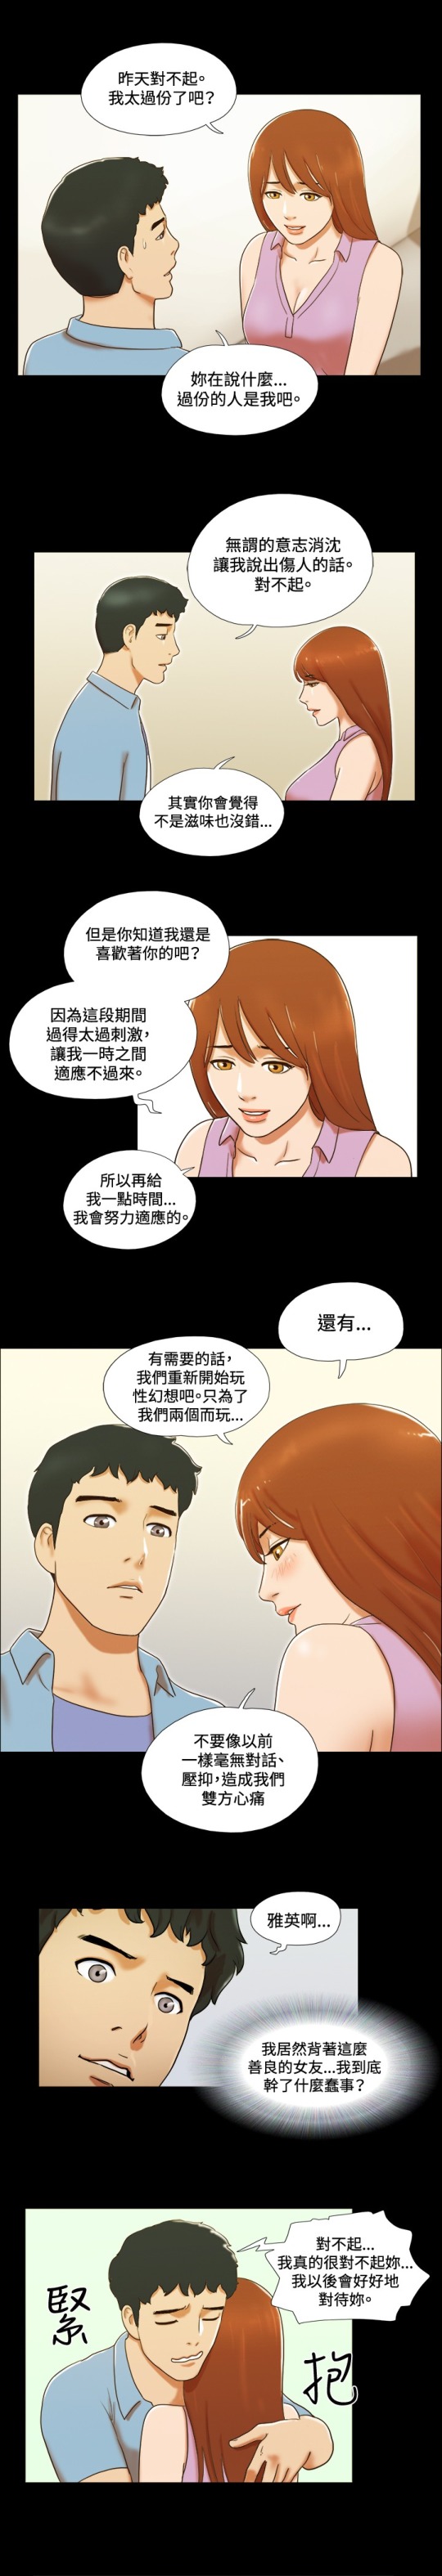 昨天對不起。
我太過份了吧？
妳在說什麼...
過份的人是我吧。
無謂的意志消沈
讓我說出傷人的話。
對不起。
其實你會覺得
不是滋味也沒錯...
但是你知道我還是
喜歡著你的吧？
因為這段期間
過得太過刺激，
讓我一時之間
適應不過來。
所以再給
我一點時間...
我會努力適應的。
還有...
有需要的話，
我們重新開始玩
性幻想吧。只為了
我們兩個而玩...
不要像以前
一樣毫無對話、
壓抑，造成我們
雙方心痛
雅英啊...
我居然背著這麼
善良的女友...我到底
幹了什麼蠢事？
對不起...
我真的很對不起妳...
我以後會好好地
對待妳。
緊
抱